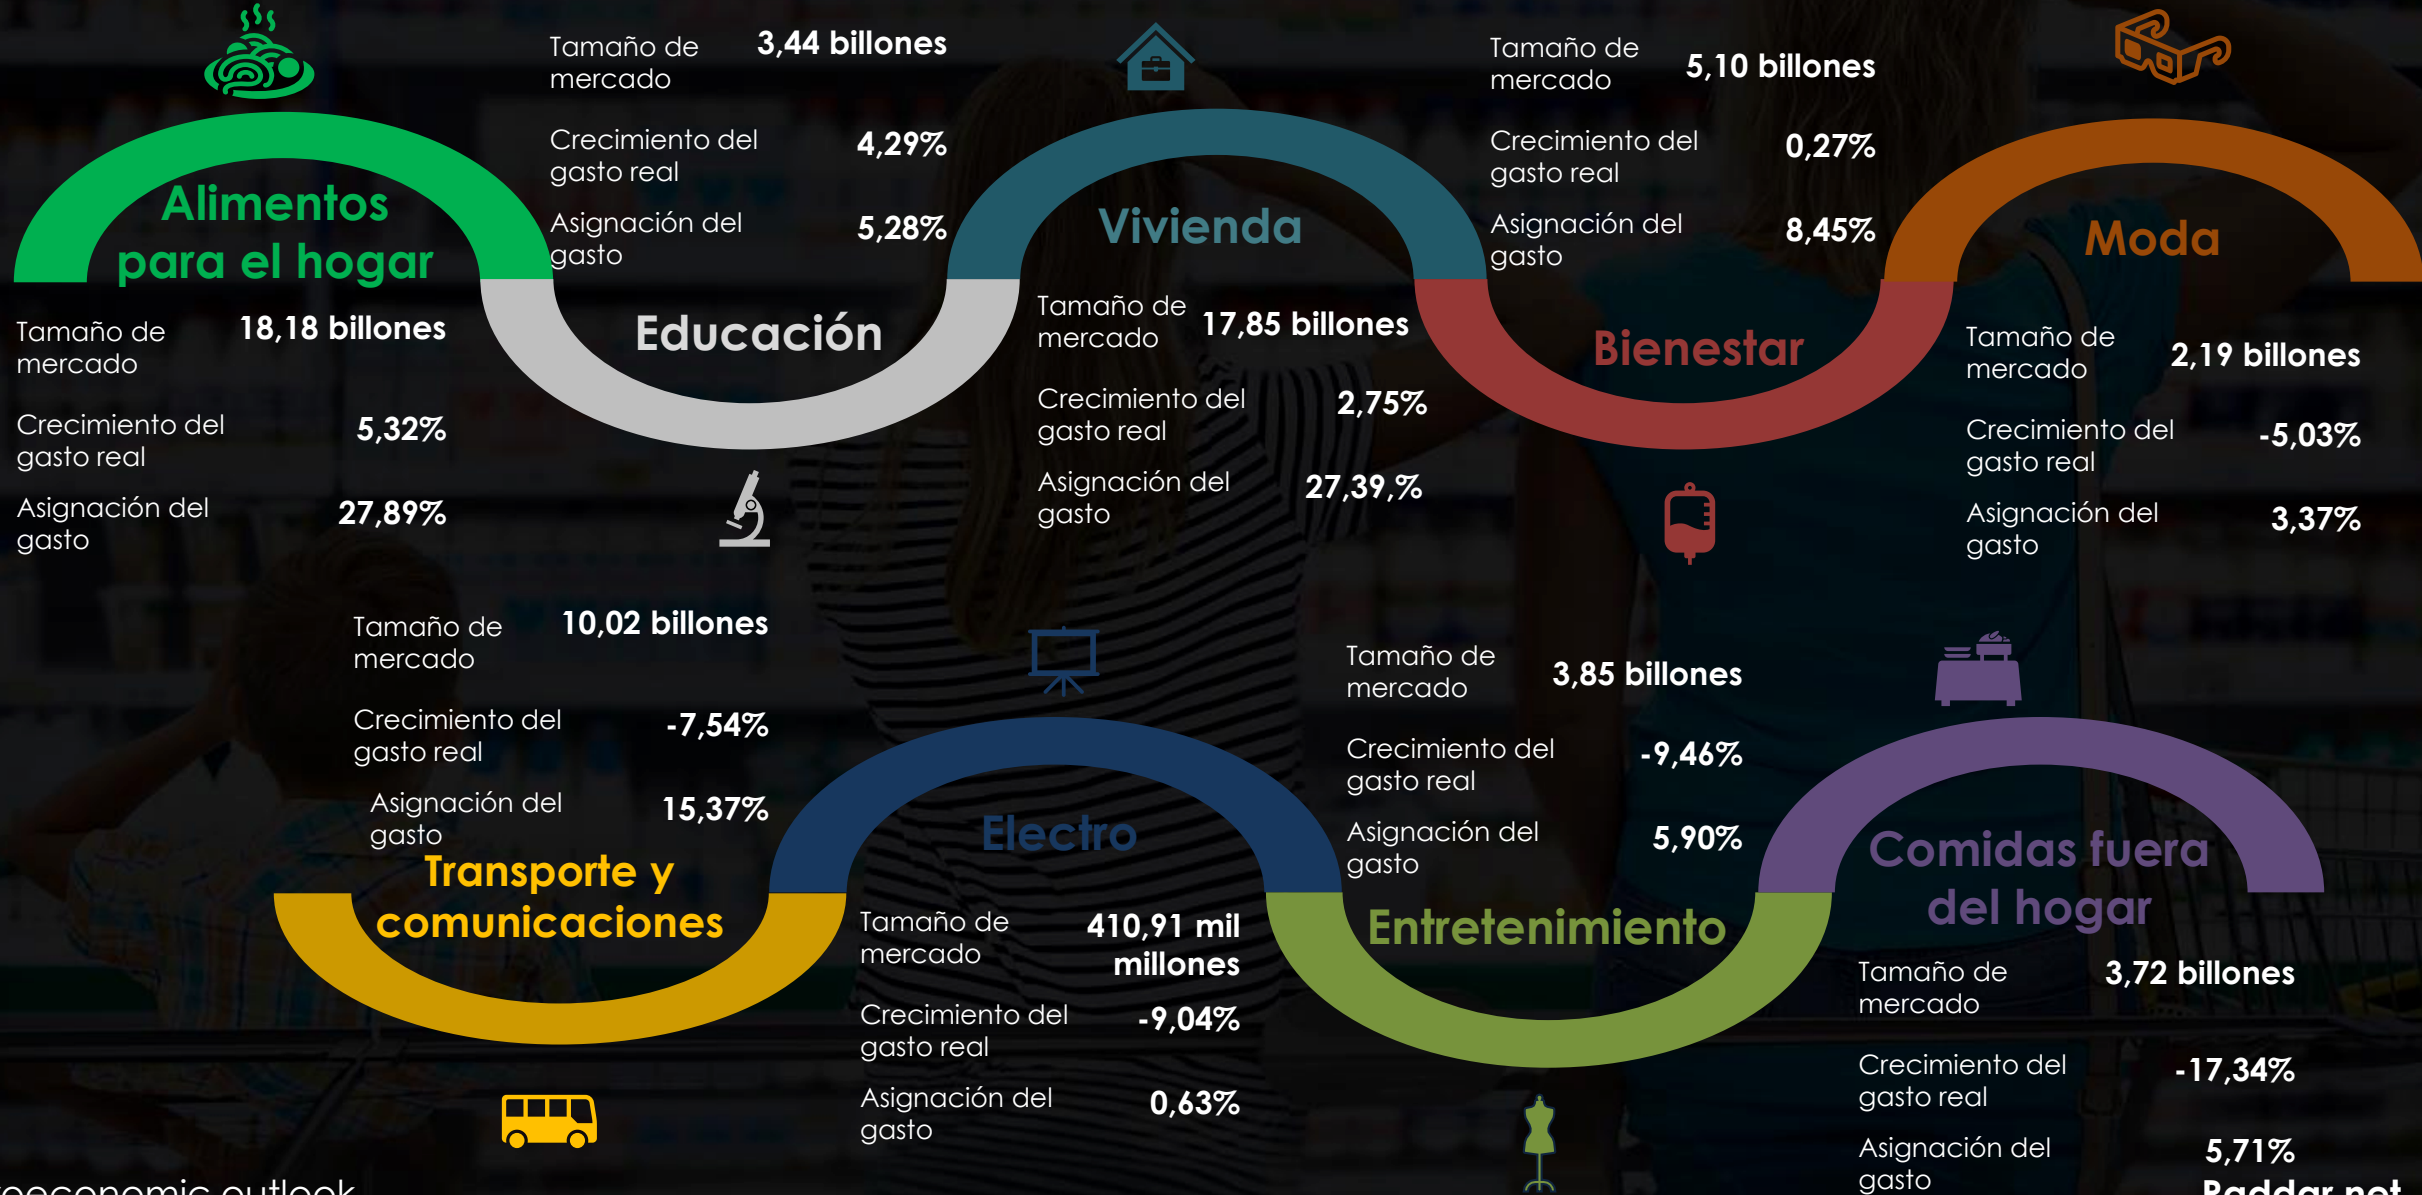 Alimentos
para el hogar
Tamaño de
mercado
18,18 billones
Crecimiento del
gasto real
5,32%
Asignación del
gasto
27,89%
Tamaño de
mercado
3,44 billones
Crecimiento del
gasto real
4,29%
Asignación del
gasto
5,28%
Educación
Vivienda
Tamaño de
mercado
17,85 billones
Crecimiento del
gasto real
2,75%
Asignación del
gasto
27,39,%
Tamaño de
mercado
5,10 billones
Crecimiento del
gasto real
0,27%
Asignación del
gasto
8,45%
Bienestar
Moda
Tamaño de
mercado
2,19 billones
Crecimiento del
gasto real
-5,03%
Asignación del
gasto
3,37%
Tamaño de
mercado
10,02 billones
Crecimiento del
gasto real
-7,54%
Asignación del
gasto
15,37%
Transporte y
comunicaciones
Electro
Tamaño de
mercado
410,91 mil
millones
Crecimiento del
gasto real
-9,04%
Asignación del
gasto
0,63%
Tamaño de
mercado
3,85 billones
Crecimiento del
gasto real
-9,46%
Asignación del
gasto
5,90%
Entretenimiento
Comidas fuera
del hogar
Tamaño de
mercado
3,72 billones
Crecimiento del
gasto real
-17,34%
Asignación del
gasto
5,71%
outlook
Raddar.net